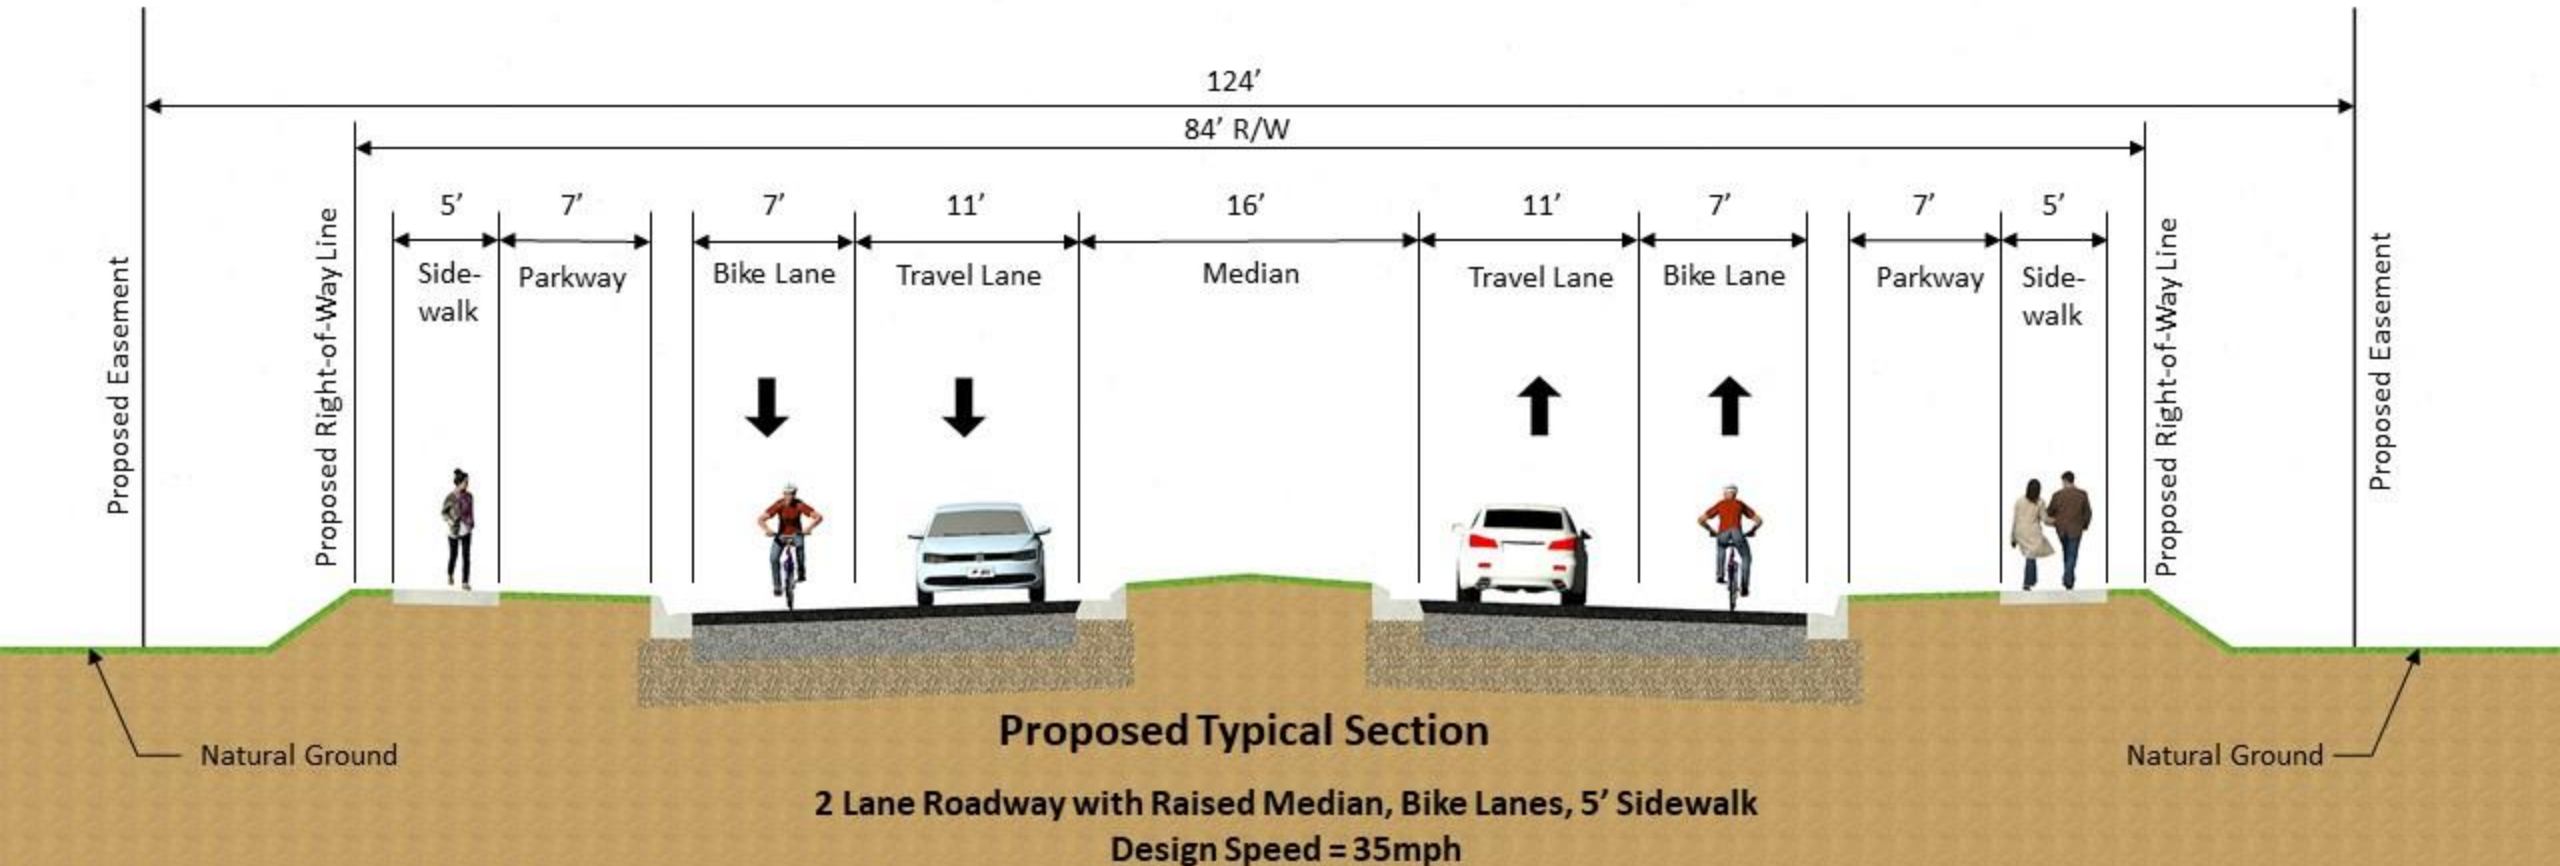 124’
84’ R/W
5’ 7’ 7’ 11’ 16’ 11’ 7’ 7’ 5’
Side-
walk
Parkway
Bike Lane
Travel Lane
Median
Travel Lane
Bike Lane
Parkway
Side-
walk
Proposed Easement
Proposed Right-of-Way Line
Proposed Right-of-Way Line
Proposed Easement
Natural Ground
Natural Ground
Proposed Typical Section
2 Lane Roadway with Raised Median, Bike Lanes, 5’ Sidewalk
Design Speed = 35mph